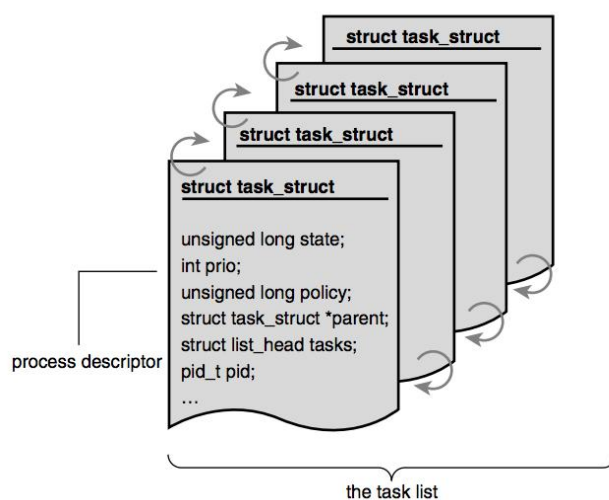 struct task_struct
struct task_struct
struct task_struct
struct task_struct
unsigned long state;
int prio;
unsigned long policy;
struct task_struct *parent;
struct list_head tasks;
pid_t pid;
…
process descriptor
the task list